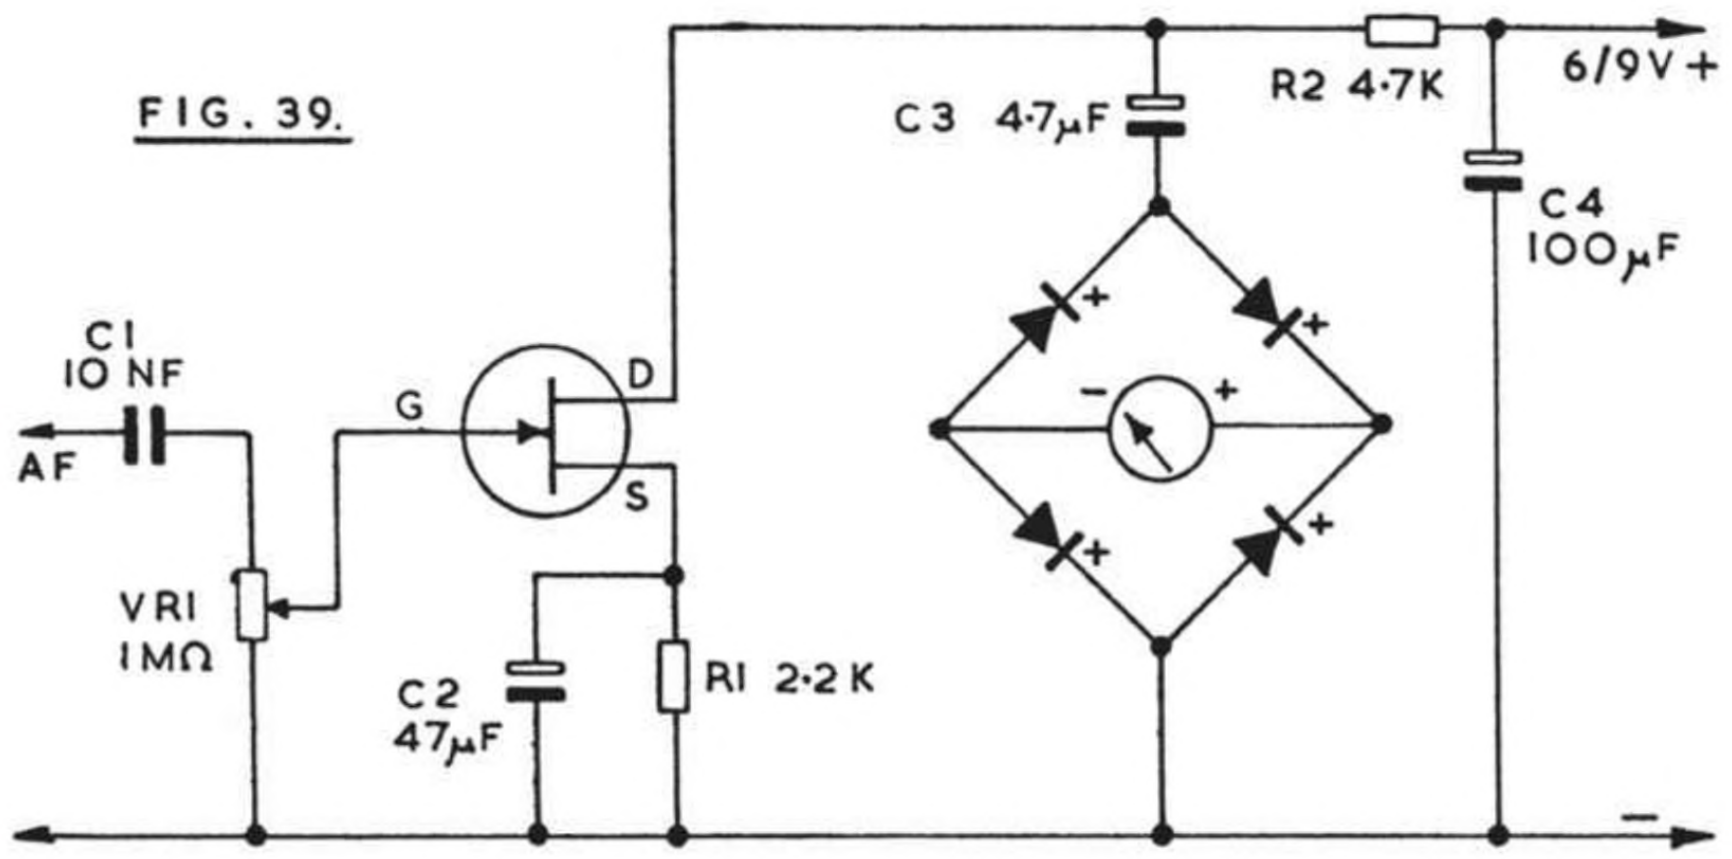 FIG. 39.
6/9V +
R2 4.7K
C3 4.7µF
C4
100µF
C1
10 NF
AF
G
D
S
- +
+
+
+
+
VR1
1MΩ
C2
47µF
R1 2.2K
-